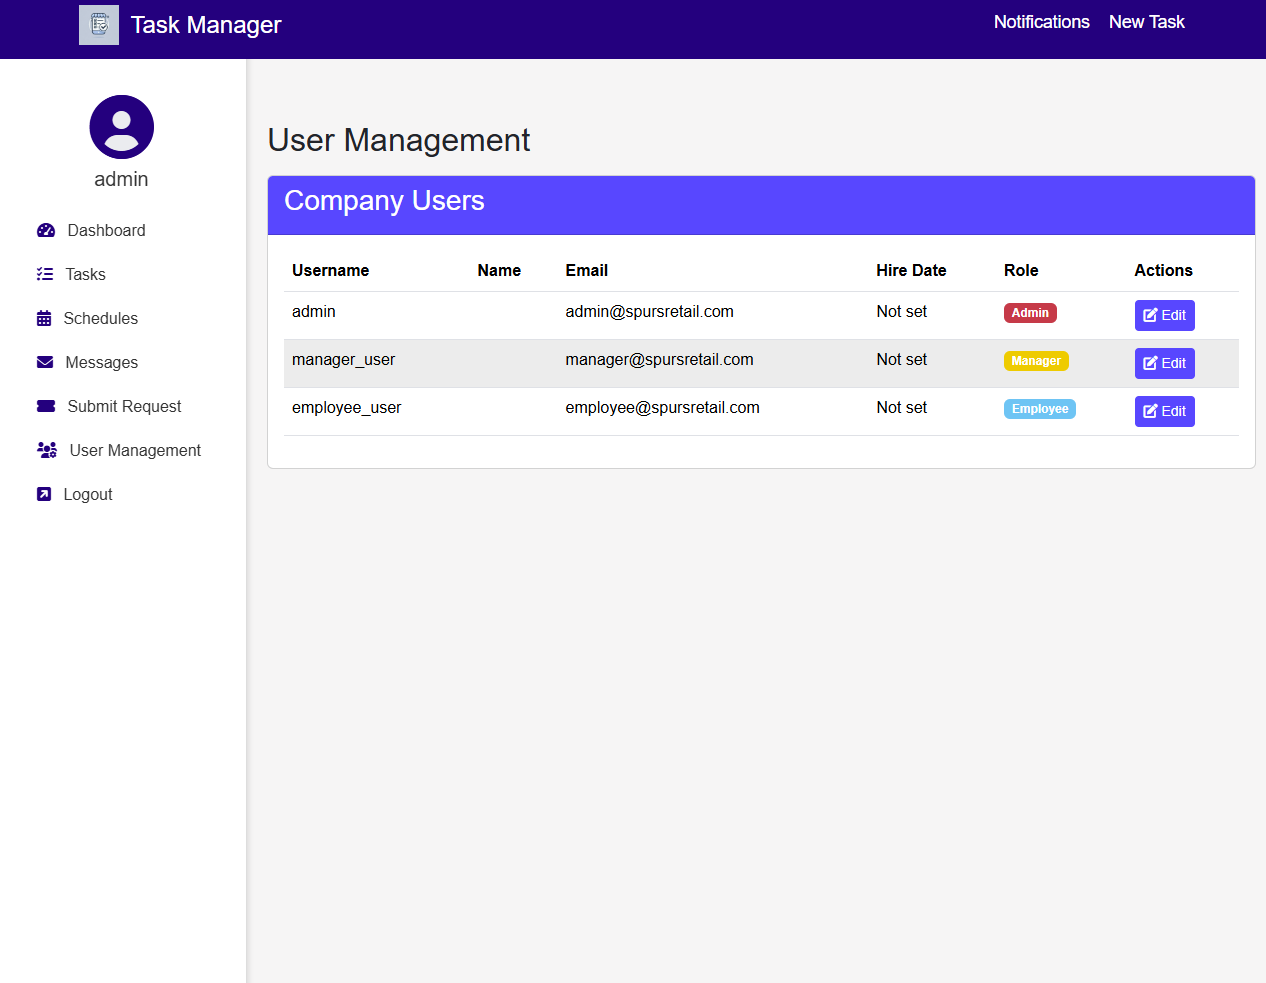 Task Manager
Notifications
New Task
admin
Dashboard
Tasks
Schedules
Messages
Submit Request
User Management
Logout
User Management
Company Users
Username Name Email Hire Date Role Actions
admin admin@spursretail.com Not set Admin Edit
manager_user manager@spursretail.com Not set Manager Edit
employee_user employee@spursretail.com Not set Employee Edit